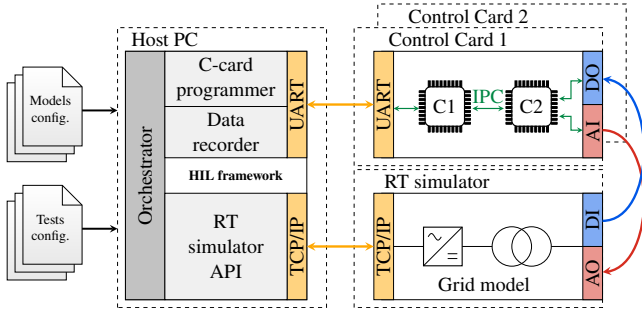 Control Card 2
Host PC
Control Card 1
Models
config.
Tests
config.
Orchestrator
C-card
programmer
Data
recorder
UART
HIL framework
RT
simulator
API
TCP/IP
UART
C1
IPC
C2
DO
AI
RT simulator
TCP/IP
Grid model
DI
AO